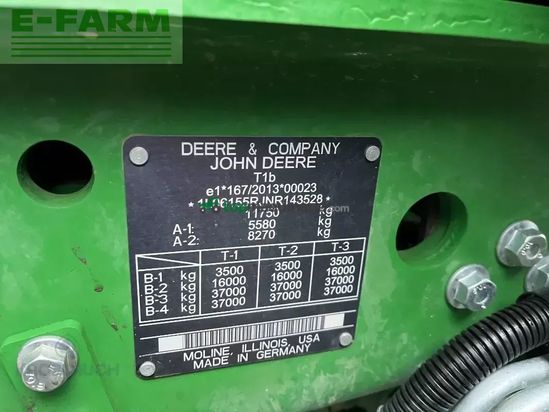 E-FARM
DEERE & COMPANY
JOHN DEERE
T1b
e1*167/2013*00023
11750 kg
A-1: 5580 kg
A-2: 8270 kg
T-1 T-2 T-3
B-1 kg 3500 3500 3500
B-2 kg 16000 16000 16000
B-3 kg 37000 37000 37000
B-4 kg 37000 37000 37000
MOLINE, ILLINOIS, USA
MADE IN GERMANY